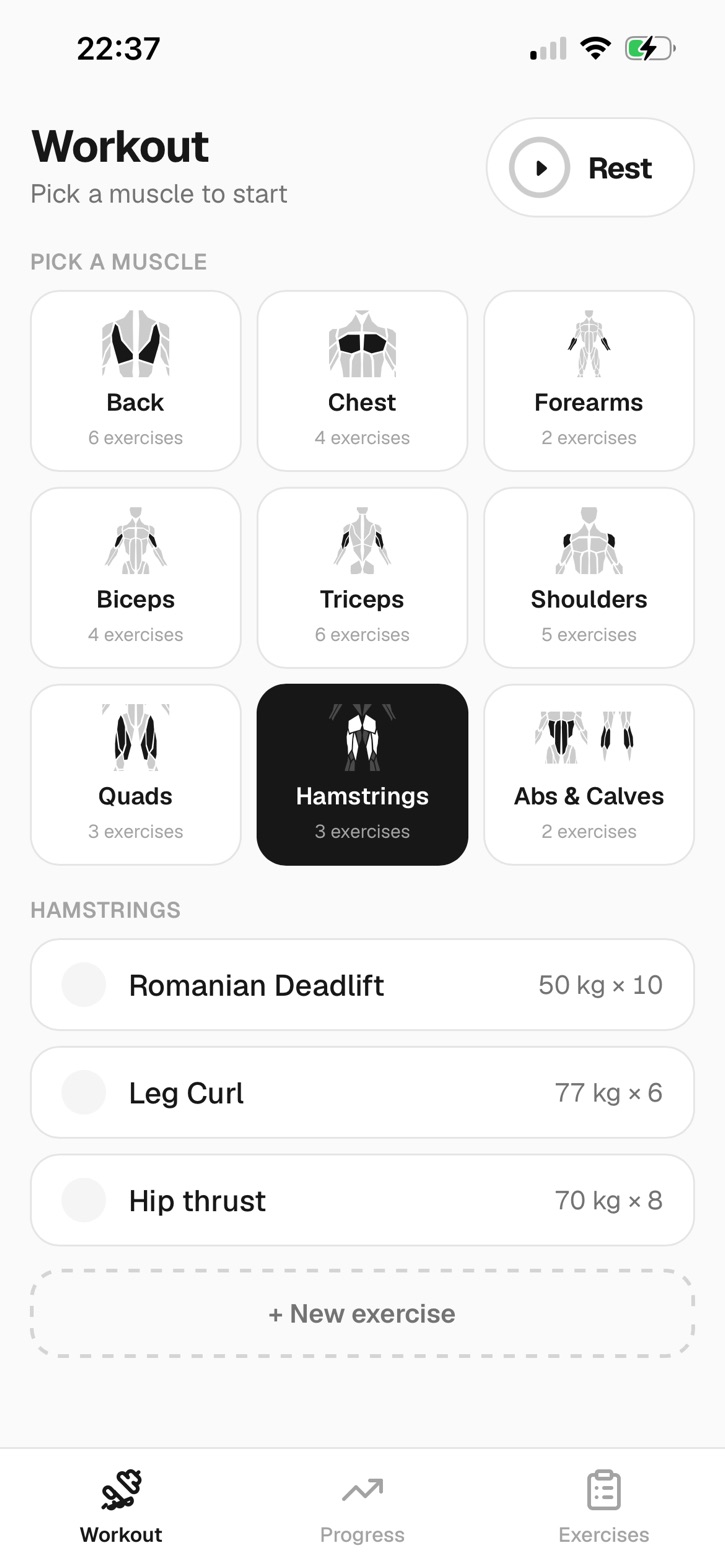 22:37
Workout
Pick a muscle to start
Rest
PICK A MUSCLE
Back
6 exercises
Chest
4 exercises
Forearms
2 exercises
Biceps
4 exercises
Triceps
6 exercises
Shoulders
5 exercises
Quads
3 exercises
Hamstrings
3 exercises
Abs & Calves
2 exercises
HAMSTRINGS
Romanian Deadlift 50 kg × 10
Leg Curl 77 kg × 6
Hip thrust 70 kg × 8
+ New exercise
Workout Progress Exercises